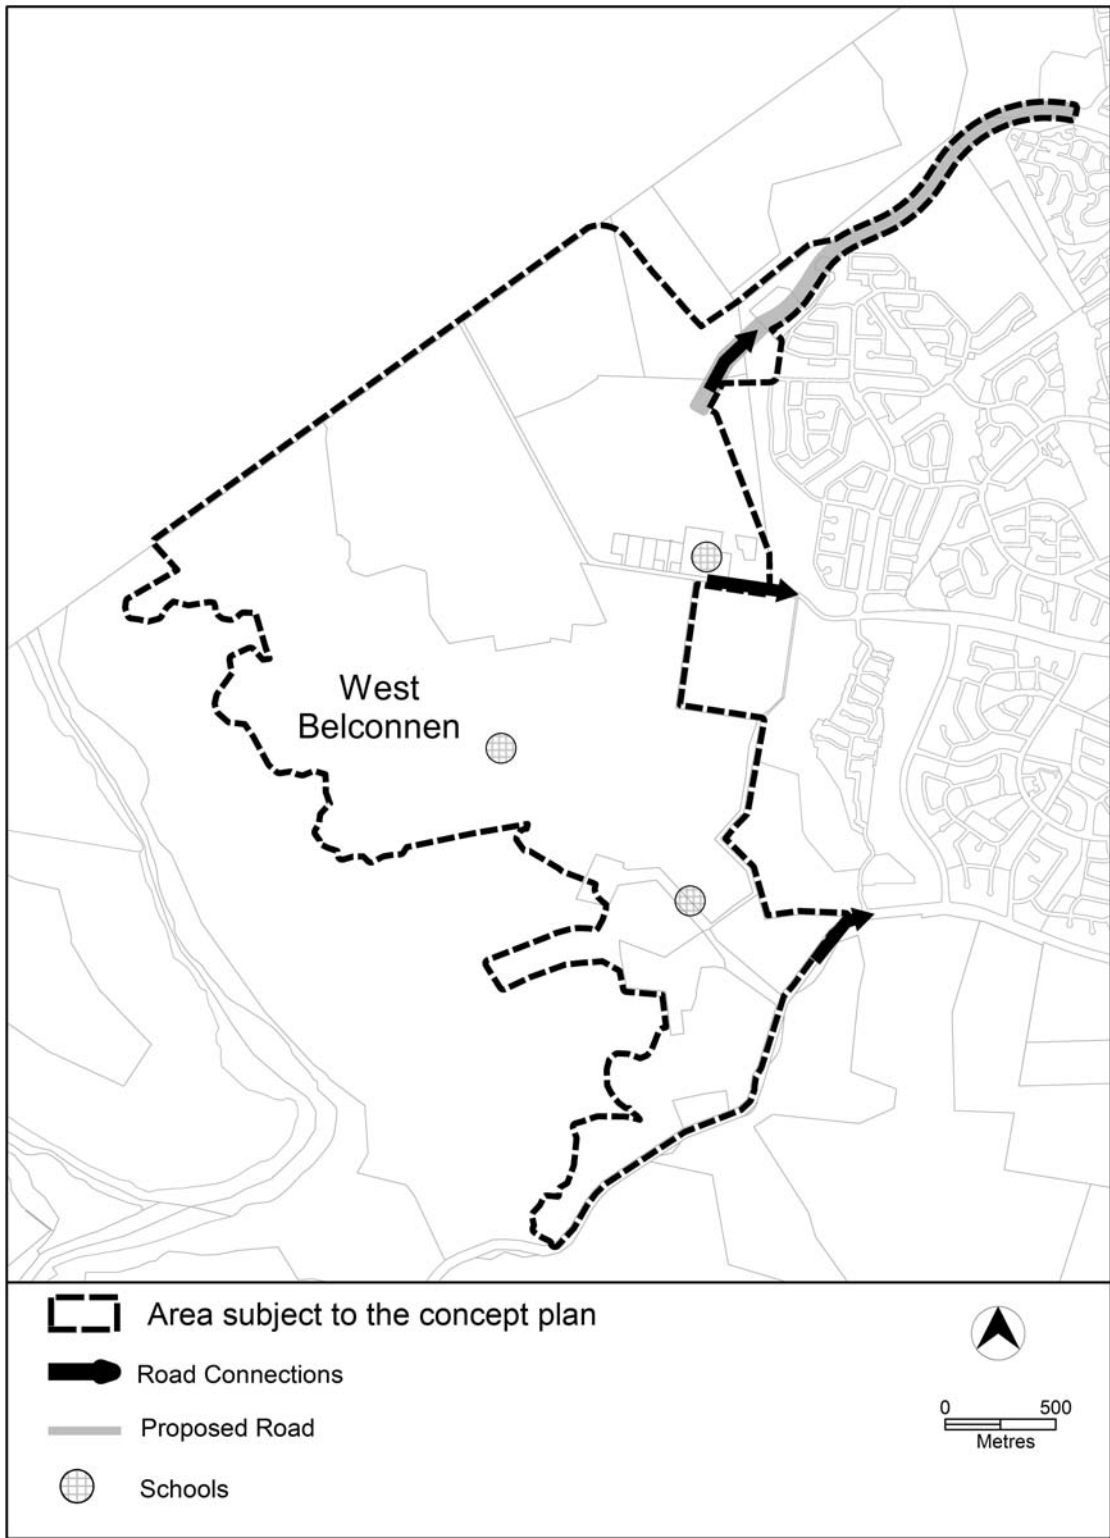 West
Belconnen
Area subject to the concept plan
Road Connections
Proposed Road
Schools
0 500
Metres